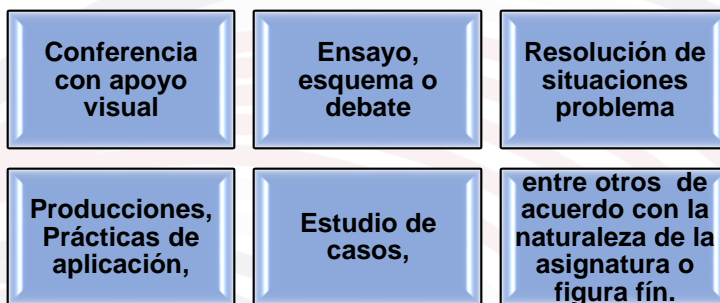 Conferencia
con apoyo
visual
Ensayo,
esquema o
debate
Resolución de
situaciones
problema
Producciones,
Prácticas de
aplicación,
Estudio de
casos,
entre otros de
acuerdo con la
naturaleza de la
asignatura o
figura fín.